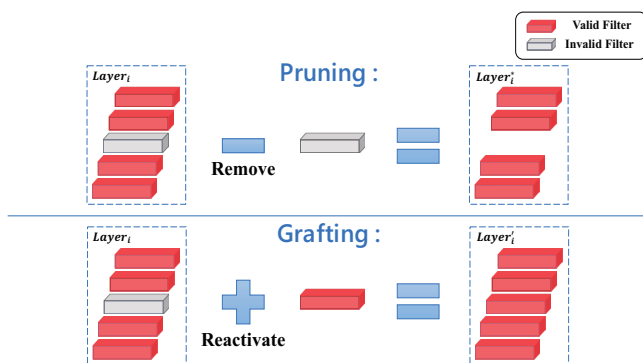 Valid Filter
Invalid Filter
Pruning :
Layer_i
Layer_i^*
Remove
Grafting :
Layer_i
Layer_i'
Reactivate